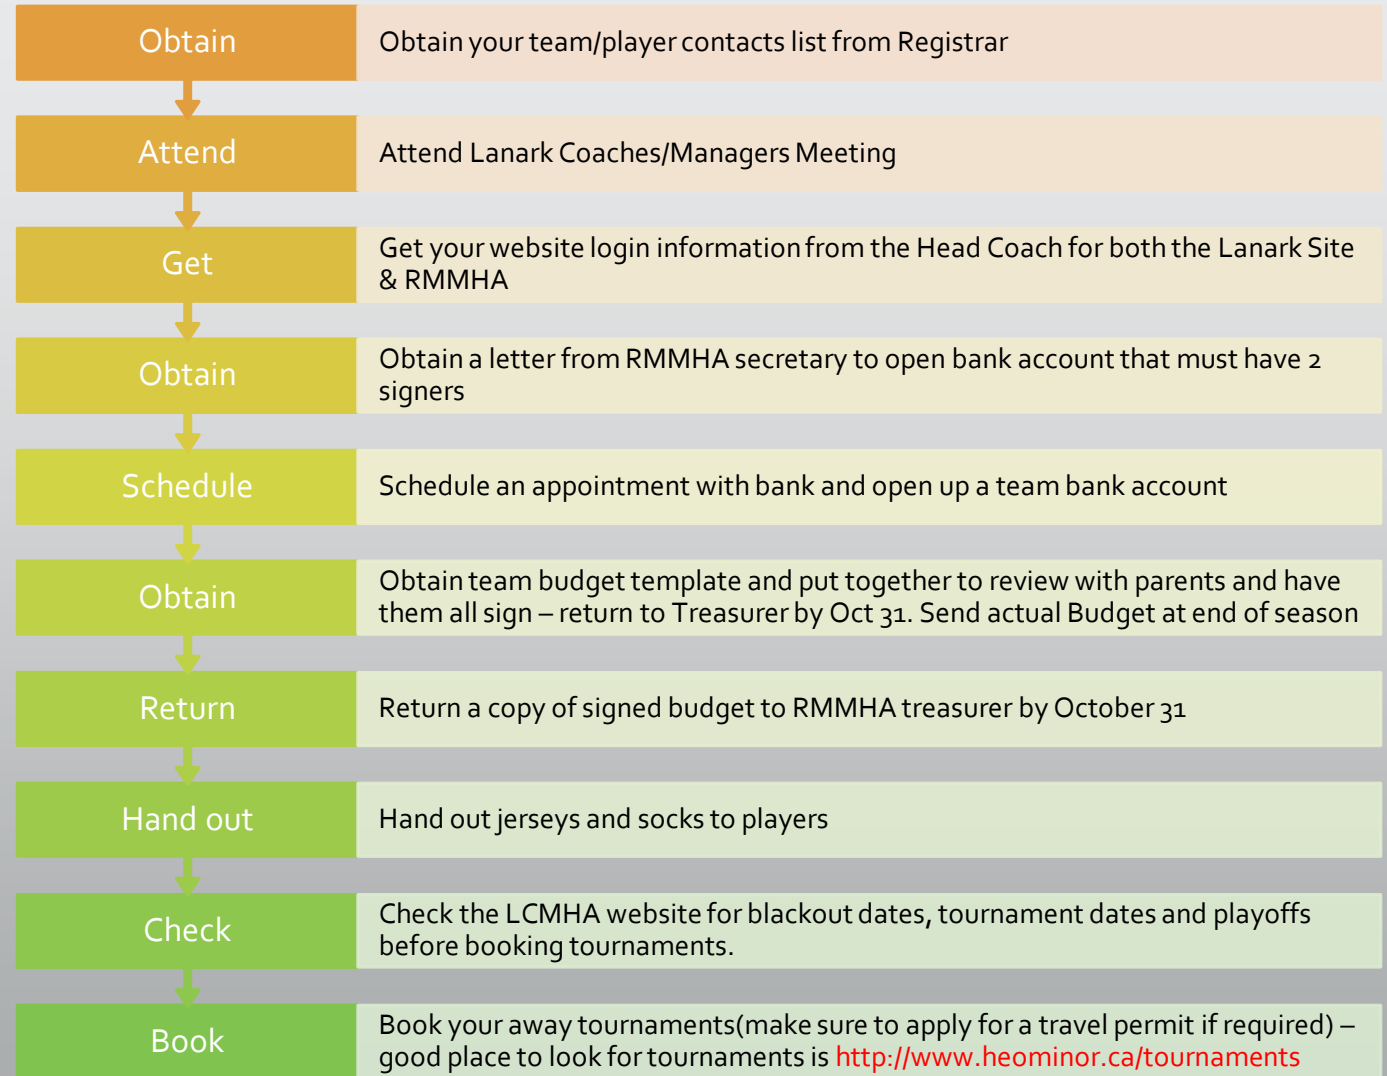 Obtain
Obtain your team/player contacts list from Registrar
Attend
Attend Lanark Coaches/Managers Meeting
Get
Get your website login information from the Head Coach for both the Lanark Site
& RMMHA
Obtain
Obtain a letter from RMMHA secretary to open bank account that must have 2
signers
Schedule
Schedule an appointment with bank and open up a team bank account
Obtain
Obtain team budget template and put together to review with parents and have
them all sign – return to Treasurer by Oct 31. Send actual Budget at end of season
Return
Return a copy of signed budget to RMMHA treasurer by October 31
Hand out
Hand out jerseys and socks to players
Check
Check the LCMHA website for blackout dates, tournament dates and playoffs
before booking tournaments.
Book
Book your away tournaments(make sure to apply for a travel permit if required) –
good place to look for tournaments is http://www.heominor.ca/tournaments